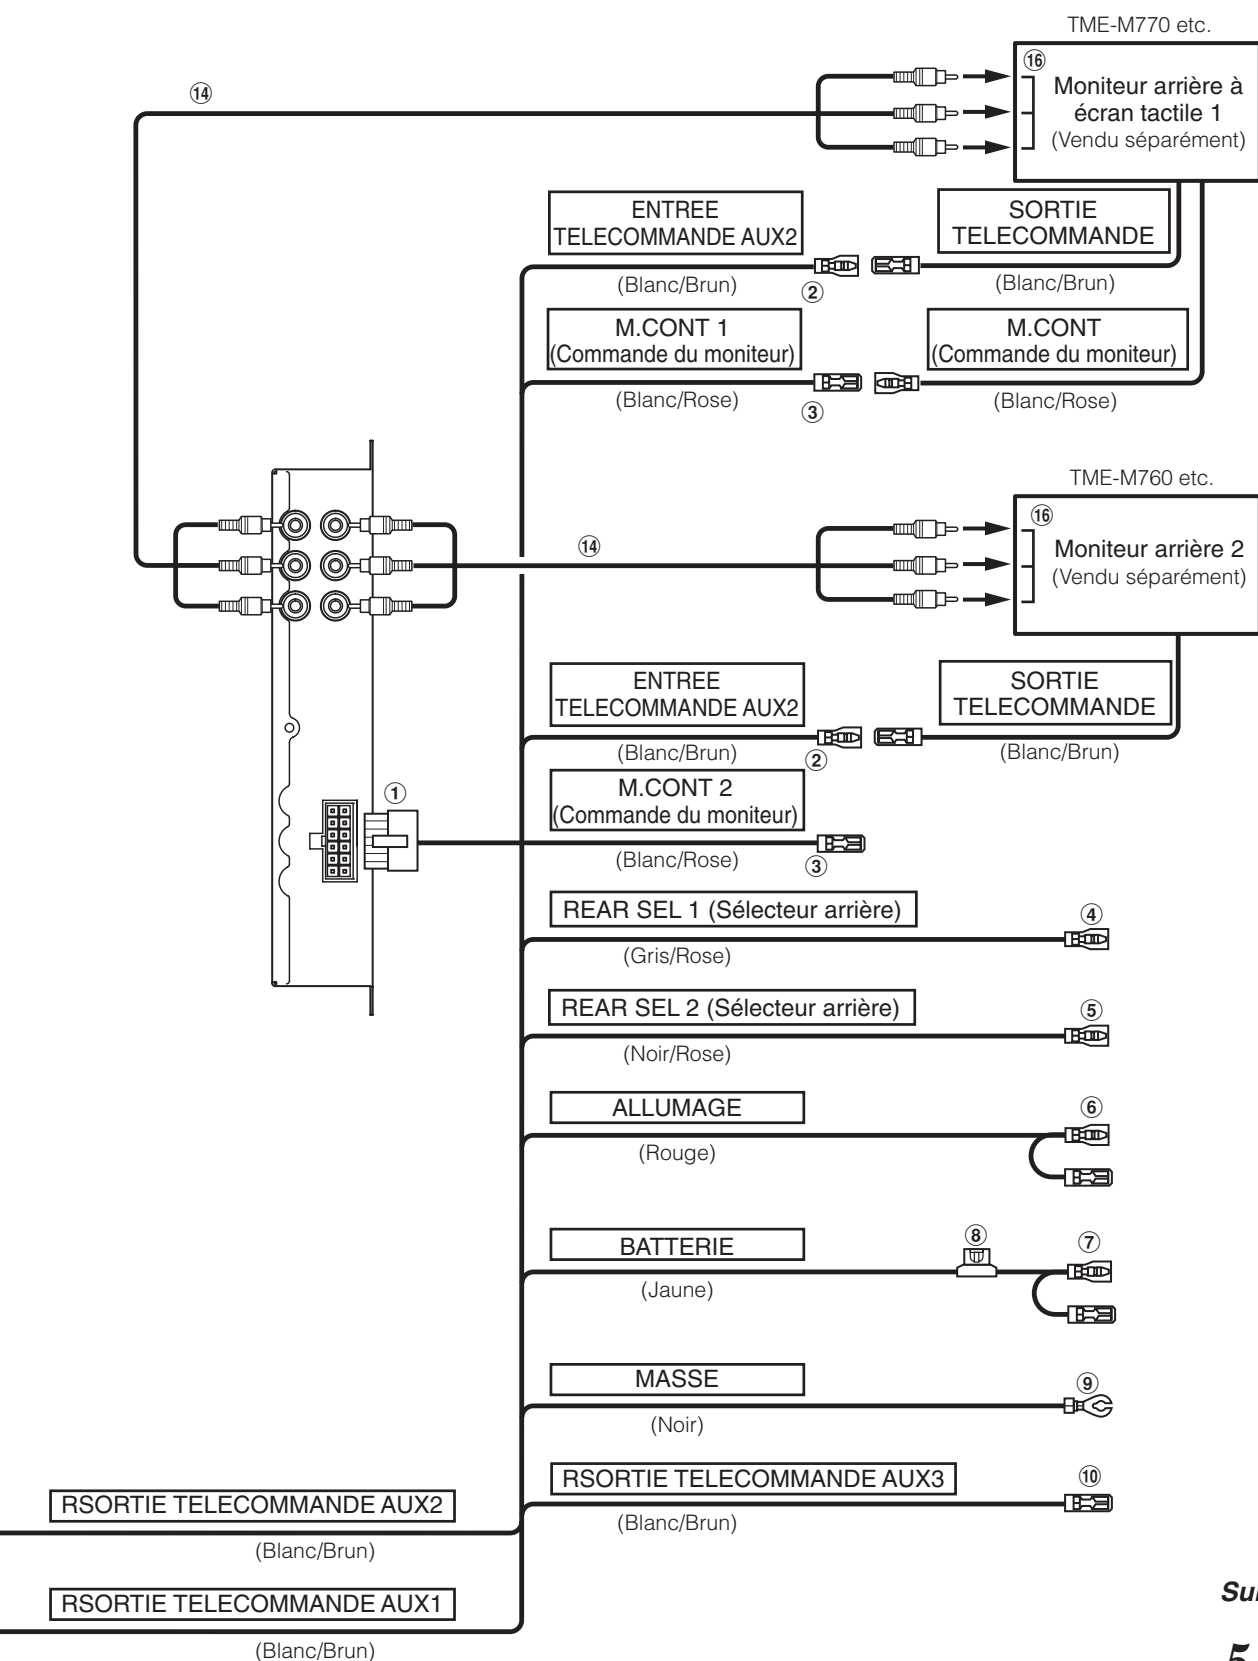 TME-M770 etc.
⑯
Moniteur arrière à
écran tactile 1
(Vendu séparément)
⑭
ENTREE
TELECOMMANDE AUX2
SORTIE
TELECOMMANDE
(Blanc/Brun)
②
(Blanc/Brun)
M.CONT 1
(Commande du moniteur)
M.CONT
(Commande du moniteur)
(Blanc/Rose)
③
(Blanc/Rose)
TME-M760 etc.
⑯
Moniteur arrière 2
(Vendu séparément)
⑭
ENTREE
TELECOMMANDE AUX2
SORTIE
TELECOMMANDE
(Blanc/Brun)
②
(Blanc/Brun)
M.CONT 2
(Commande du moniteur)
①
(Blanc/Rose)
③
REAR SEL 1 (Sélecteur arrière)
④
(Gris/Rose)
REAR SEL 2 (Sélecteur arrière)
⑤
(Noir/Rose)
ALLUMAGE
⑥
(Rouge)
BATTERIE
⑧
⑦
(Jaune)
MASSE
⑨
(Noir)
RSORTIE TELECOMMANDE AUX3
⑩
(Blanc/Brun)
RSORTIE TELECOMMANDE AUX2
(Blanc/Brun)
RSORTIE TELECOMMANDE AUX1
(Blanc/Brun)
5